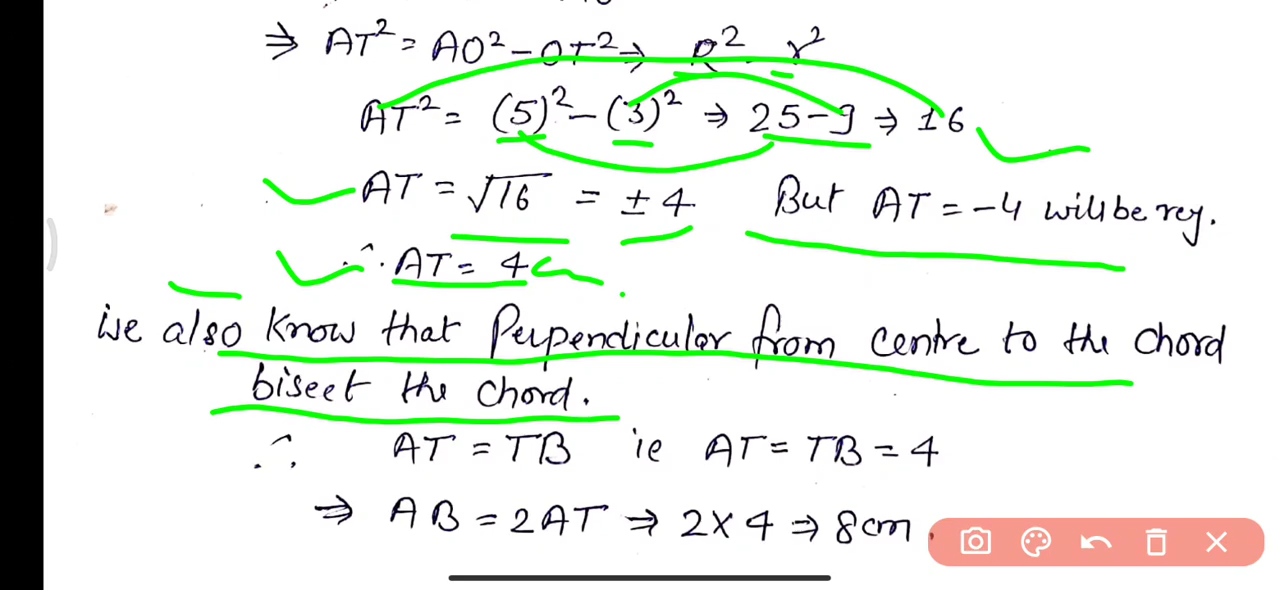 ⇒ AT² = AO² – OT² ⇒ R² – r²
AT² = (5)² – (3)² ⇒ 25 – 9 ⇒ 16
AT = √16 = ± 4 But AT = –4 will be rej.
∴ AT = 4c
we also know that Perpendicular from centre to the chord
bisect the chord.
∴ AT = TB ie AT = TB = 4
⇒ AB = 2AT ⇒ 2 × 4 ⇒ 8cm.